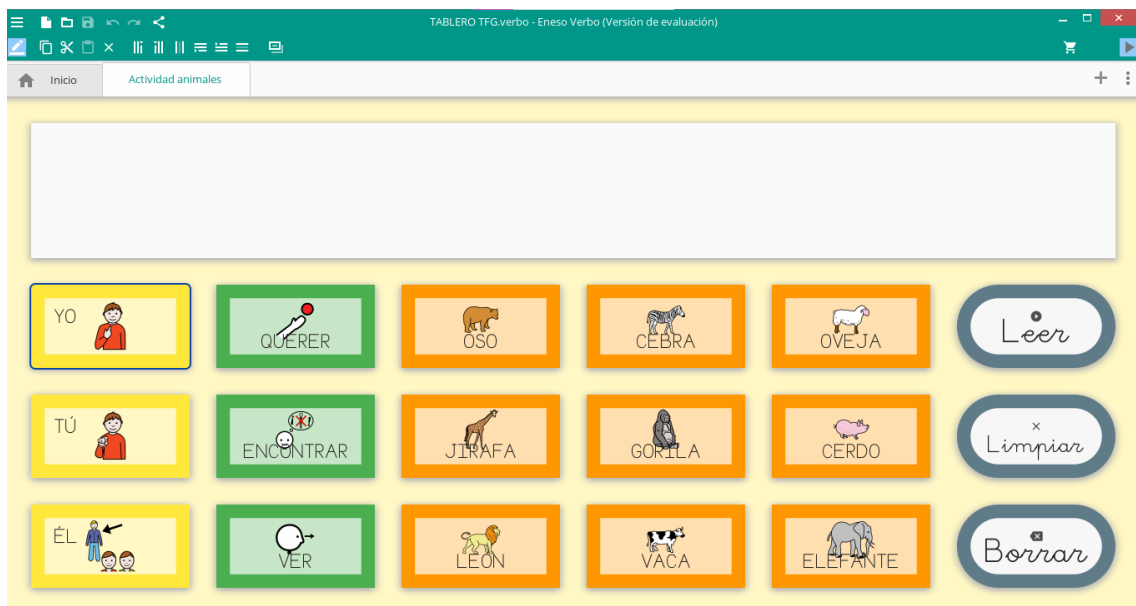 TABLERO TFG.verbo - Eneso Verbo (Versión de evaluación)
Inicio
Actividad animales
YO
QUERER
OSO
CEBRA
OVEJA
Leer
TÚ
ENCONTRAR
JIRAFA
GORILA
CERDO
Limpiar
ÉL
VER
LEÓN
VACA
ELEFANTE
Borrar